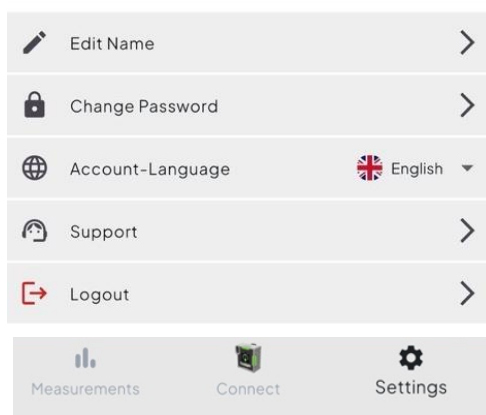 Edit Name
Change Password
Account-Language English
Support
Logout
Measurements Connect Settings